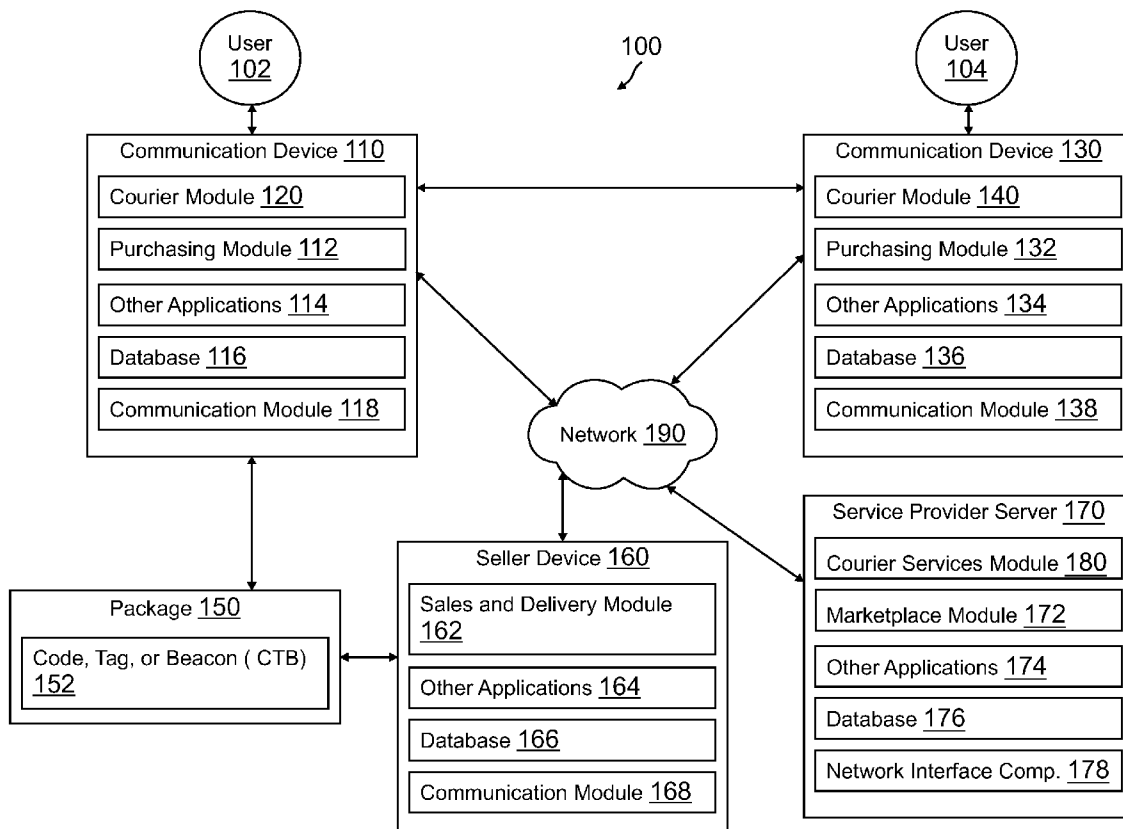 User
102
100
User
104
Communication Device 110
Courier Module 120
Purchasing Module 112
Other Applications 114
Database 116
Communication Module 118
Communication Device 130
Courier Module 140
Purchasing Module 132
Other Applications 134
Database 136
Communication Module 138
Network 190
Package 150
Code, Tag, or Beacon ( CTB)
152
Seller Device 160
Sales and Delivery Module
162
Other Applications 164
Database 166
Communication Module 168
Service Provider Server 170
Courier Services Module 180
Marketplace Module 172
Other Applications 174
Database 176
Network Interface Comp. 178